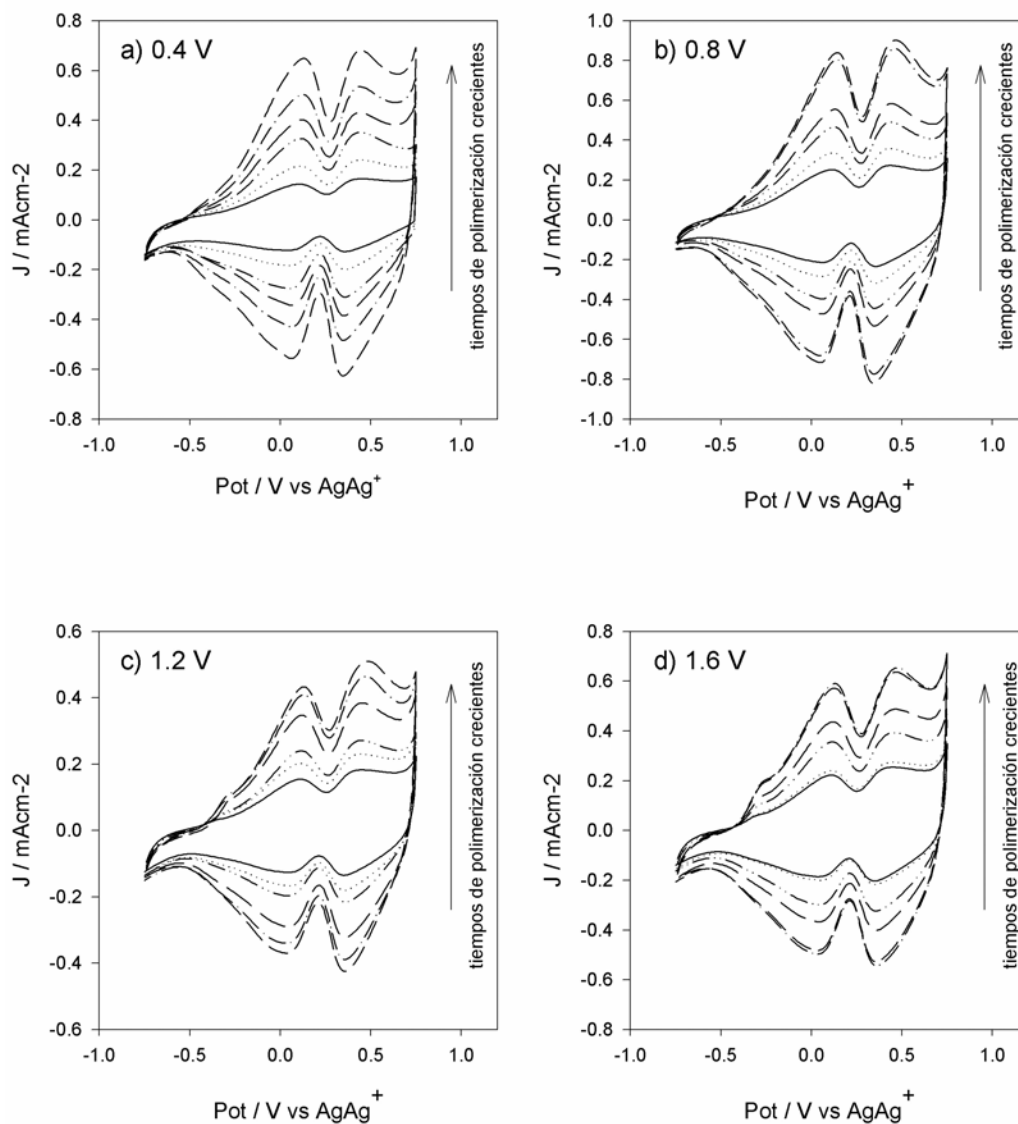 a) 0.4 V
0.8
0.6
0.4
0.2
0.0
-0.2
-0.4
-0.6
-0.8
J / mAcm-2
-1.0 -0.5 0.0 0.5 1.0
Pot / V vs AgAg+
tiempos de polimerización crecientes
b) 0.8 V
1.0
0.8
0.6
0.4
0.2
0.0
-0.2
-0.4
-0.6
-0.8
-1.0
J / mAcm-2
-1.0 -0.5 0.0 0.5 1.0
Pot / V vs AgAg+
tiempos de polimerización crecientes
c) 1.2 V
0.6
0.4
0.2
0.0
-0.2
-0.4
-0.6
J / mAcm-2
-1.0 -0.5 0.0 0.5 1.0
Pot / V vs AgAg+
tiempos de polimerización crecientes
d) 1.6 V
0.8
0.6
0.4
0.2
0.0
-0.2
-0.4
-0.6
-0.8
J / mAcm-2
-1.0 -0.5 0.0 0.5 1.0
Pot / V vs AgAg+
tiempos de polimerización crecientes